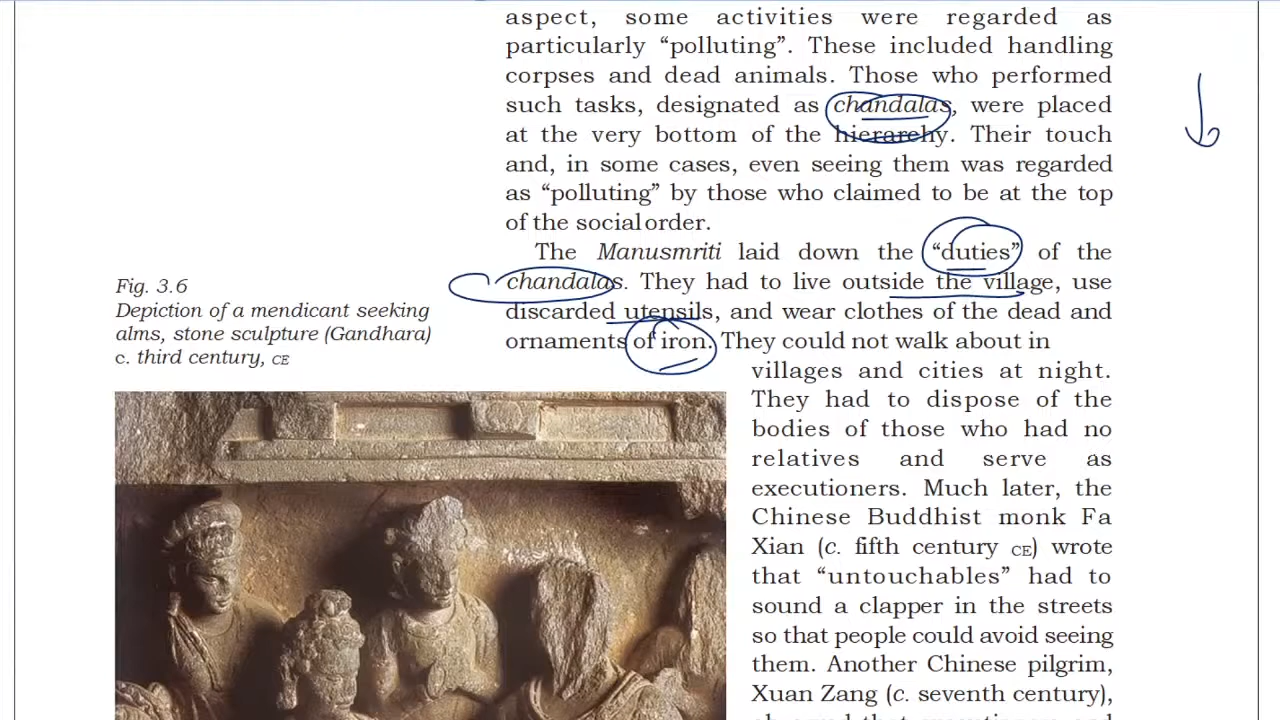 aspect, some activities were regarded as
particularly “polluting”. These included handling
corpses and dead animals. Those who performed
such tasks, designated as chandalas, were placed
at the very bottom of the hierarchy. Their touch
and, in some cases, even seeing them was regarded
as “polluting” by those who claimed to be at the top
of the social order.
The Manusmriti laid down the “duties” of the
chandalas. They had to live outside the village, use
discarded utensils, and wear clothes of the dead and
ornaments of iron. They could not walk about in
villages and cities at night.
They had to dispose of the
bodies of those who had no
relatives and serve as
executioners. Much later, the
Chinese Buddhist monk Fa
Xian (c. fifth century CE) wrote
that “untouchables” had to
sound a clapper in the streets
so that people could avoid seeing
them. Another Chinese pilgrim,
Xuan Zang (c. seventh century),
Fig. 3.6
Depiction of a mendicant seeking
alms, stone sculpture (Gandhara)
c. third century, CE